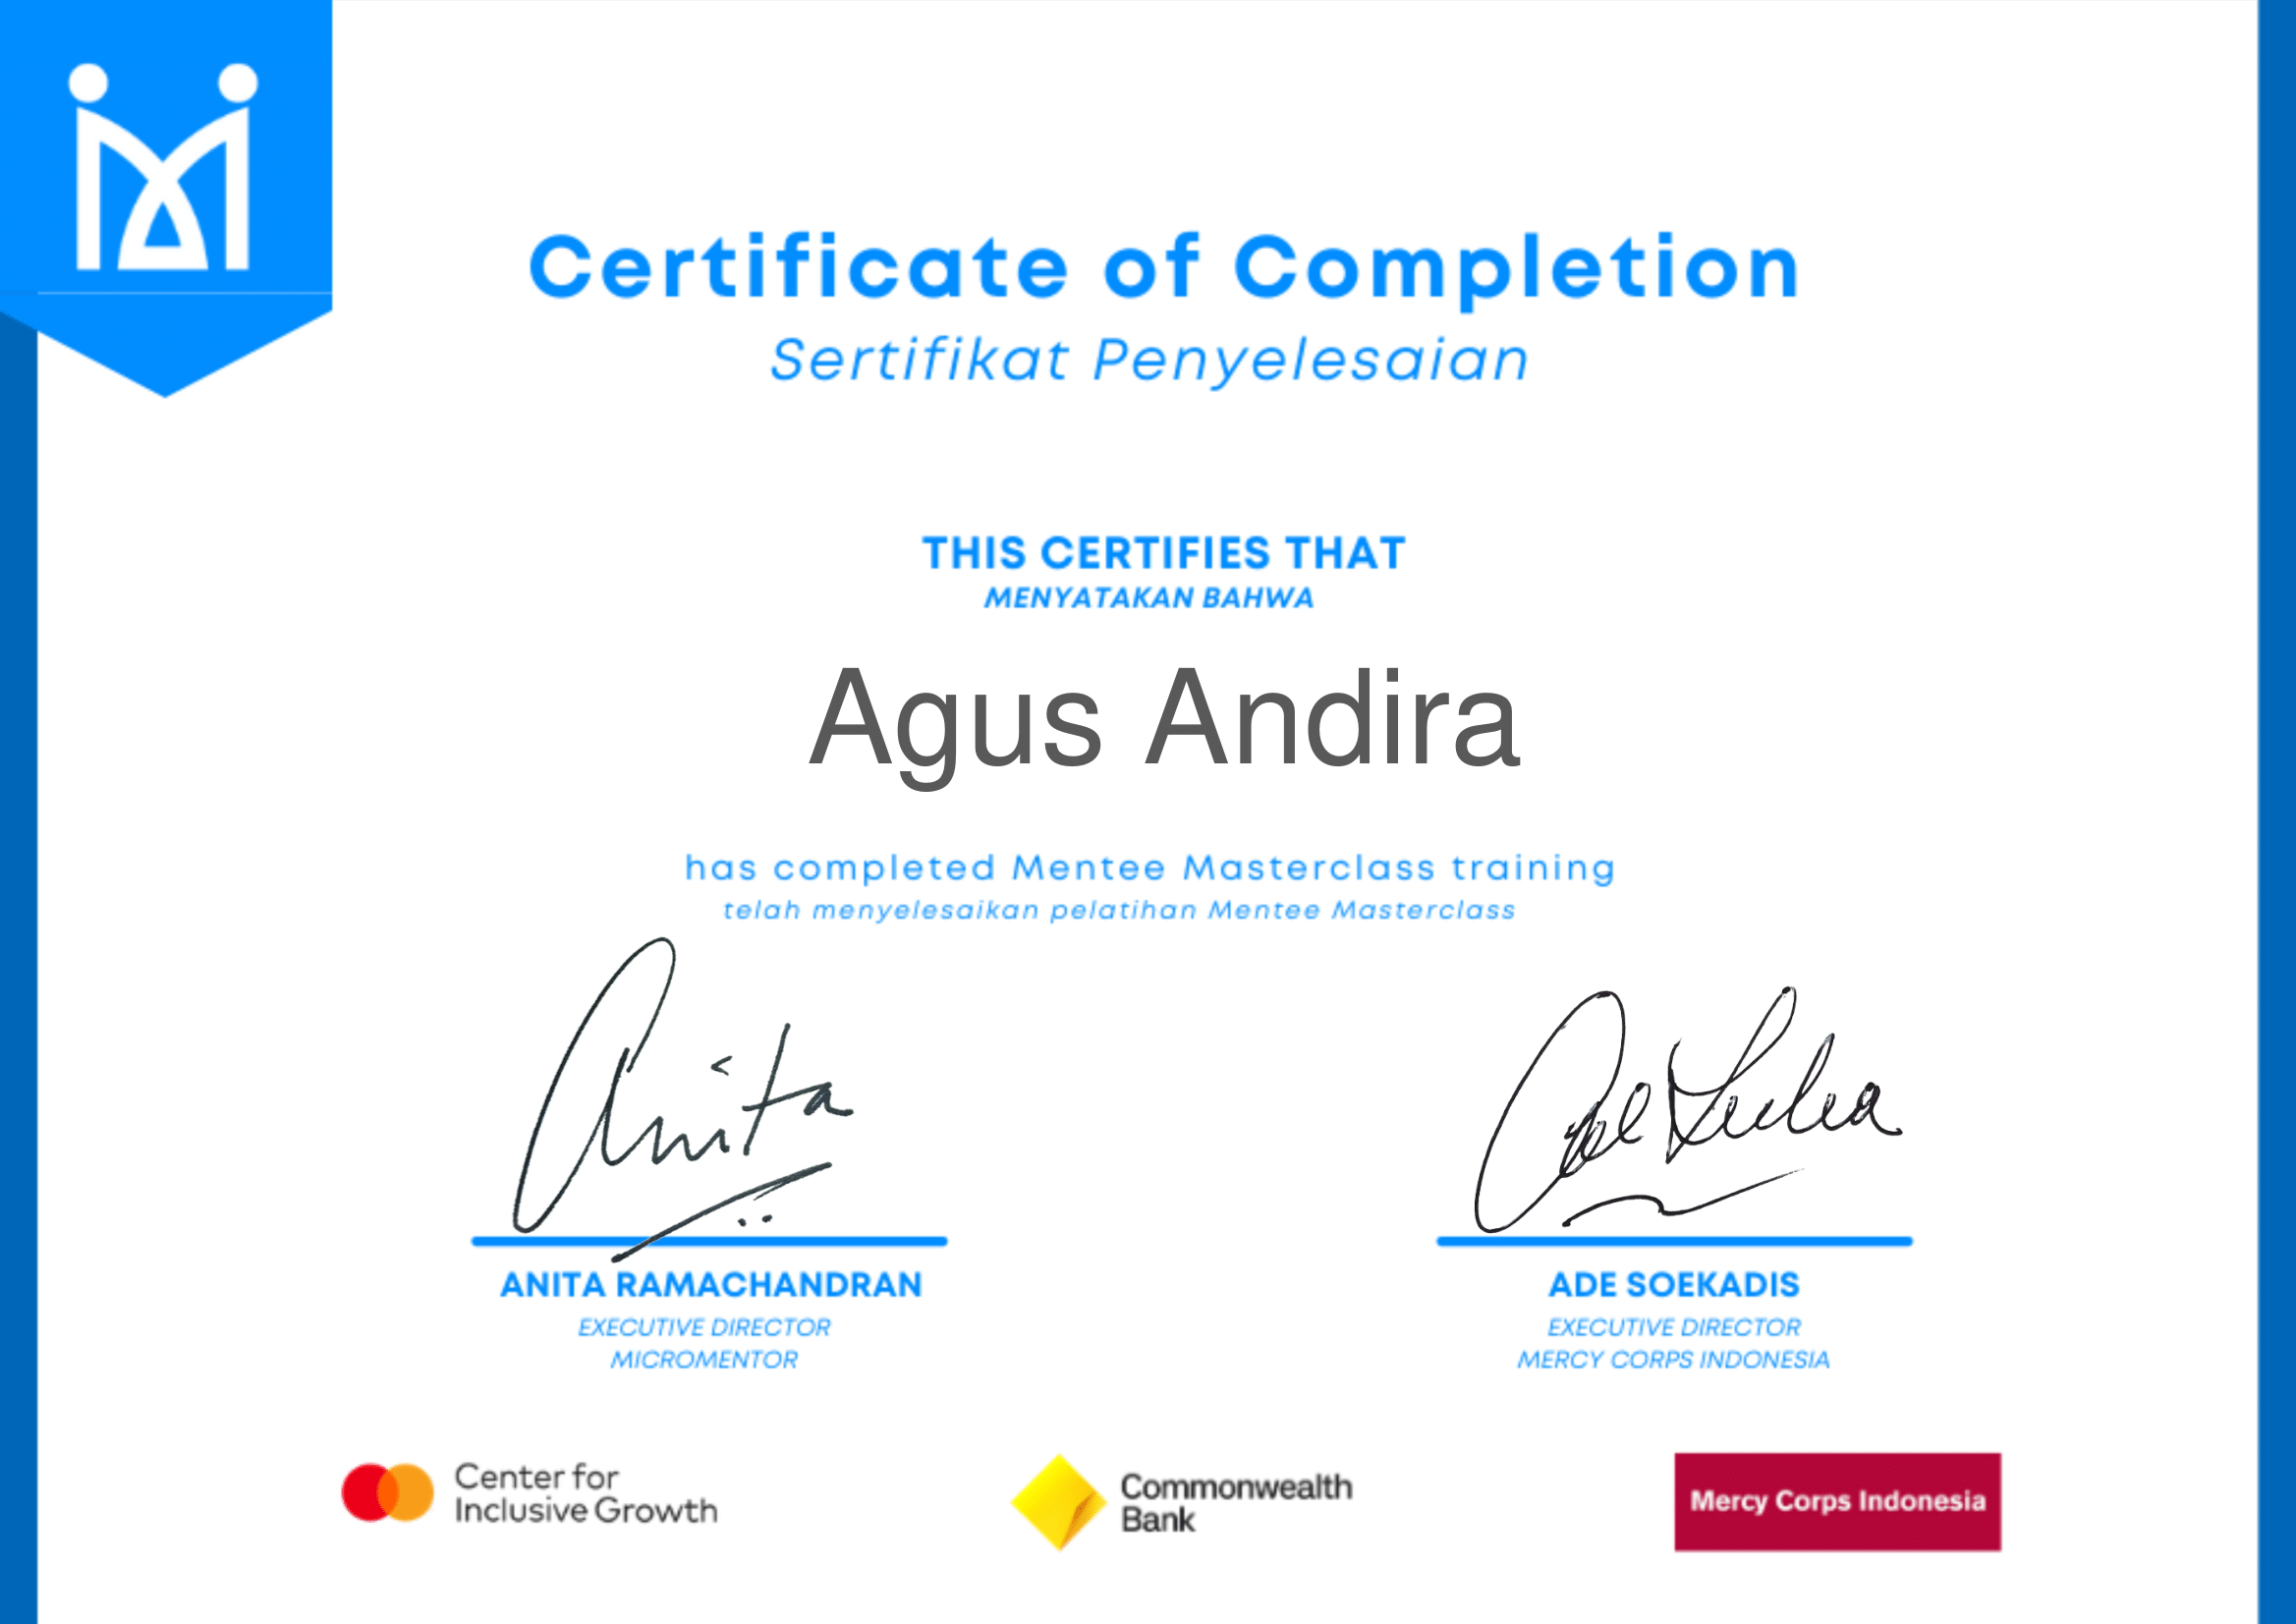 Certificate of Completion
Sertifikat Penyelesaian
THIS CERTIFIES THAT
MENYATAKAN BAHWA
Agus Andira
has completed Mentee Masterclass training
telah menyelesaikan pelatihan Mentee Masterclass
Anita
ANITA RAMACHANDRAN
EXECUTIVE DIRECTOR
MICROMENTOR
ADE SOEKADIS
EXECUTIVE DIRECTOR
MERCY CORPS INDONESIA
Center for
Inclusive Growth
Commonwealth
Bank
Mercy Corps Indonesia